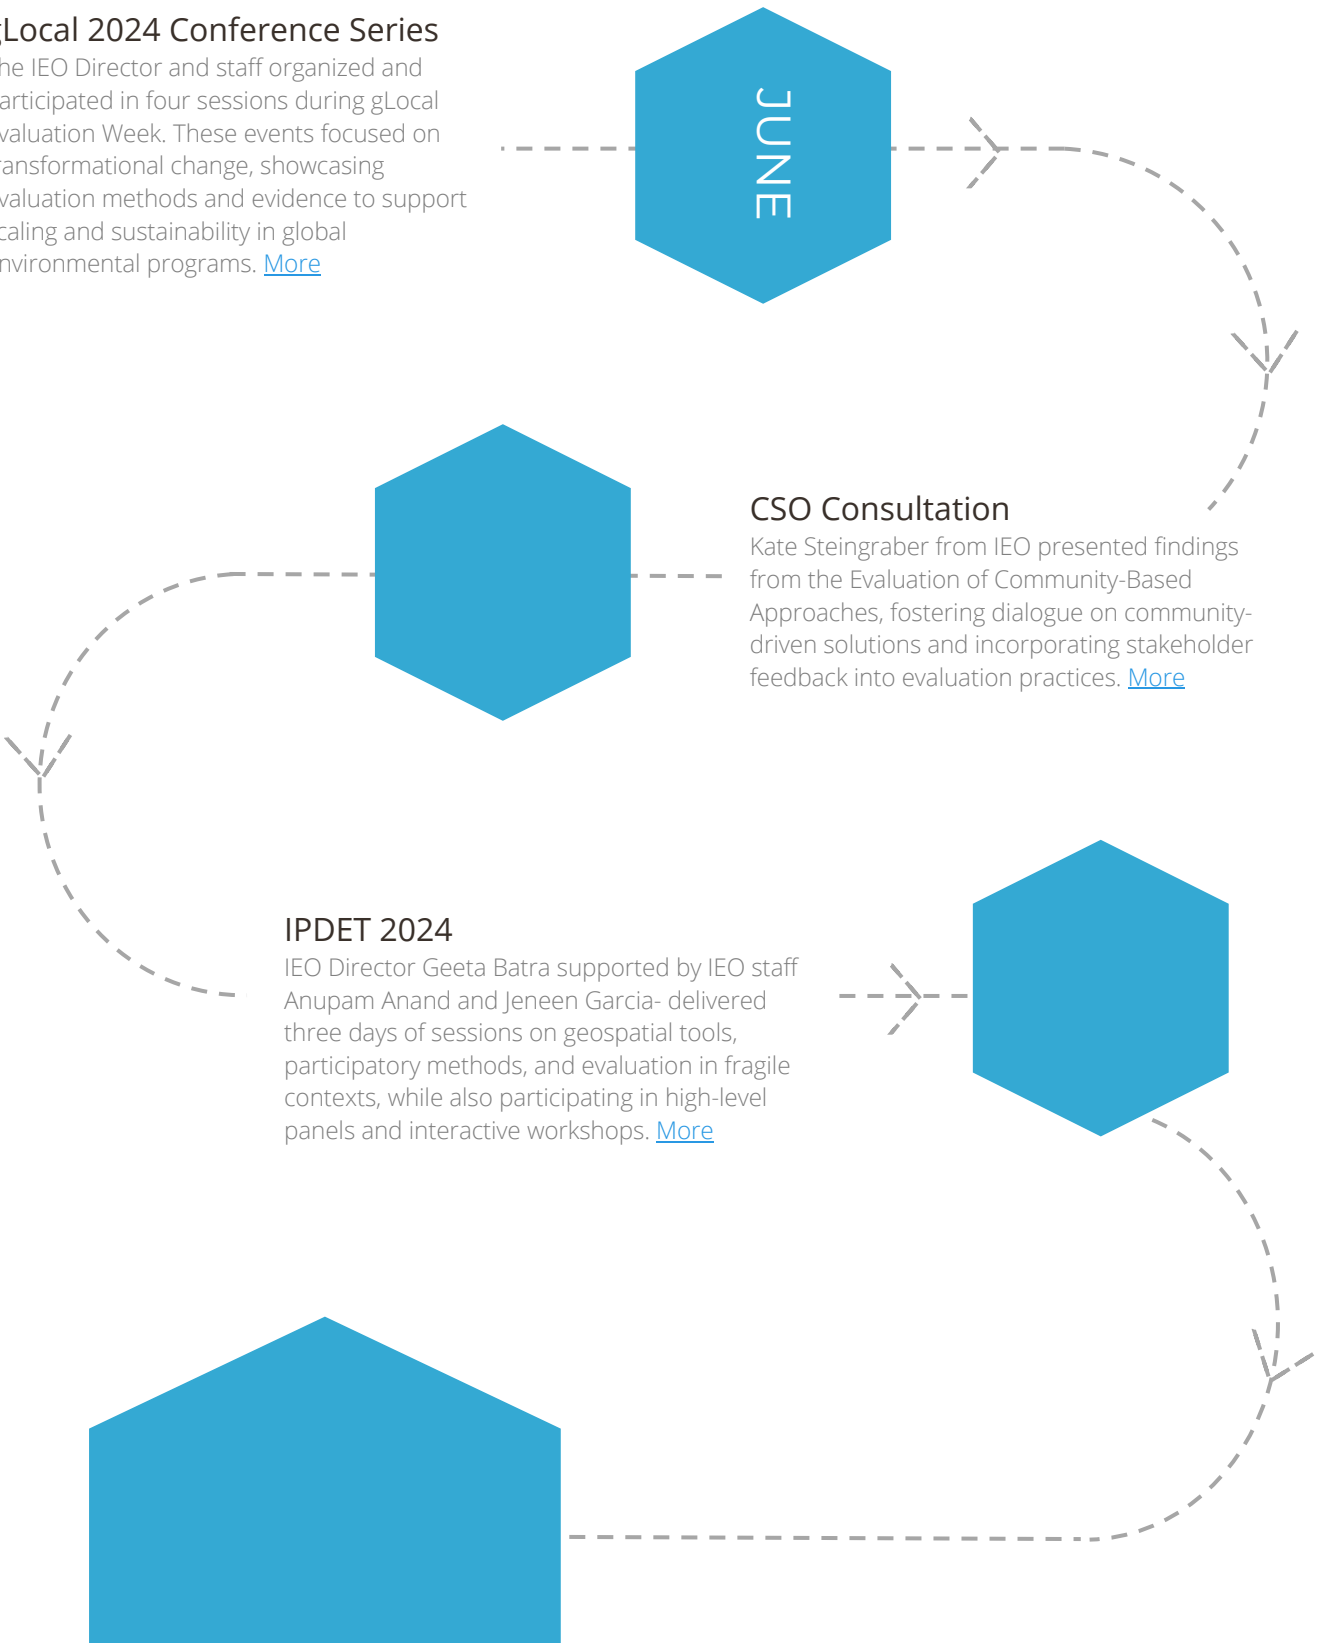 gLocal 2024 Conference Series
he IEO Director and staff organized and
articipated in four sessions during gLocal
valuation Week. These events focused on
ransformational change, showcasing
valuation methods and evidence to support
caling and sustainability in global
nvironmental programs. More
JUNE
CSO Consultation
Kate Steingraber from IEO presented findings
from the Evaluation of Community-Based
Approaches, fostering dialogue on community-
driven solutions and incorporating stakeholder
feedback into evaluation practices. More
IPDET 2024
IEO Director Geeta Batra supported by IEO staff
Anupam Anand and Jeneen Garcia- delivered
three days of sessions on geospatial tools,
participatory methods, and evaluation in fragile
contexts, while also participating in high-level
panels and interactive workshops. More